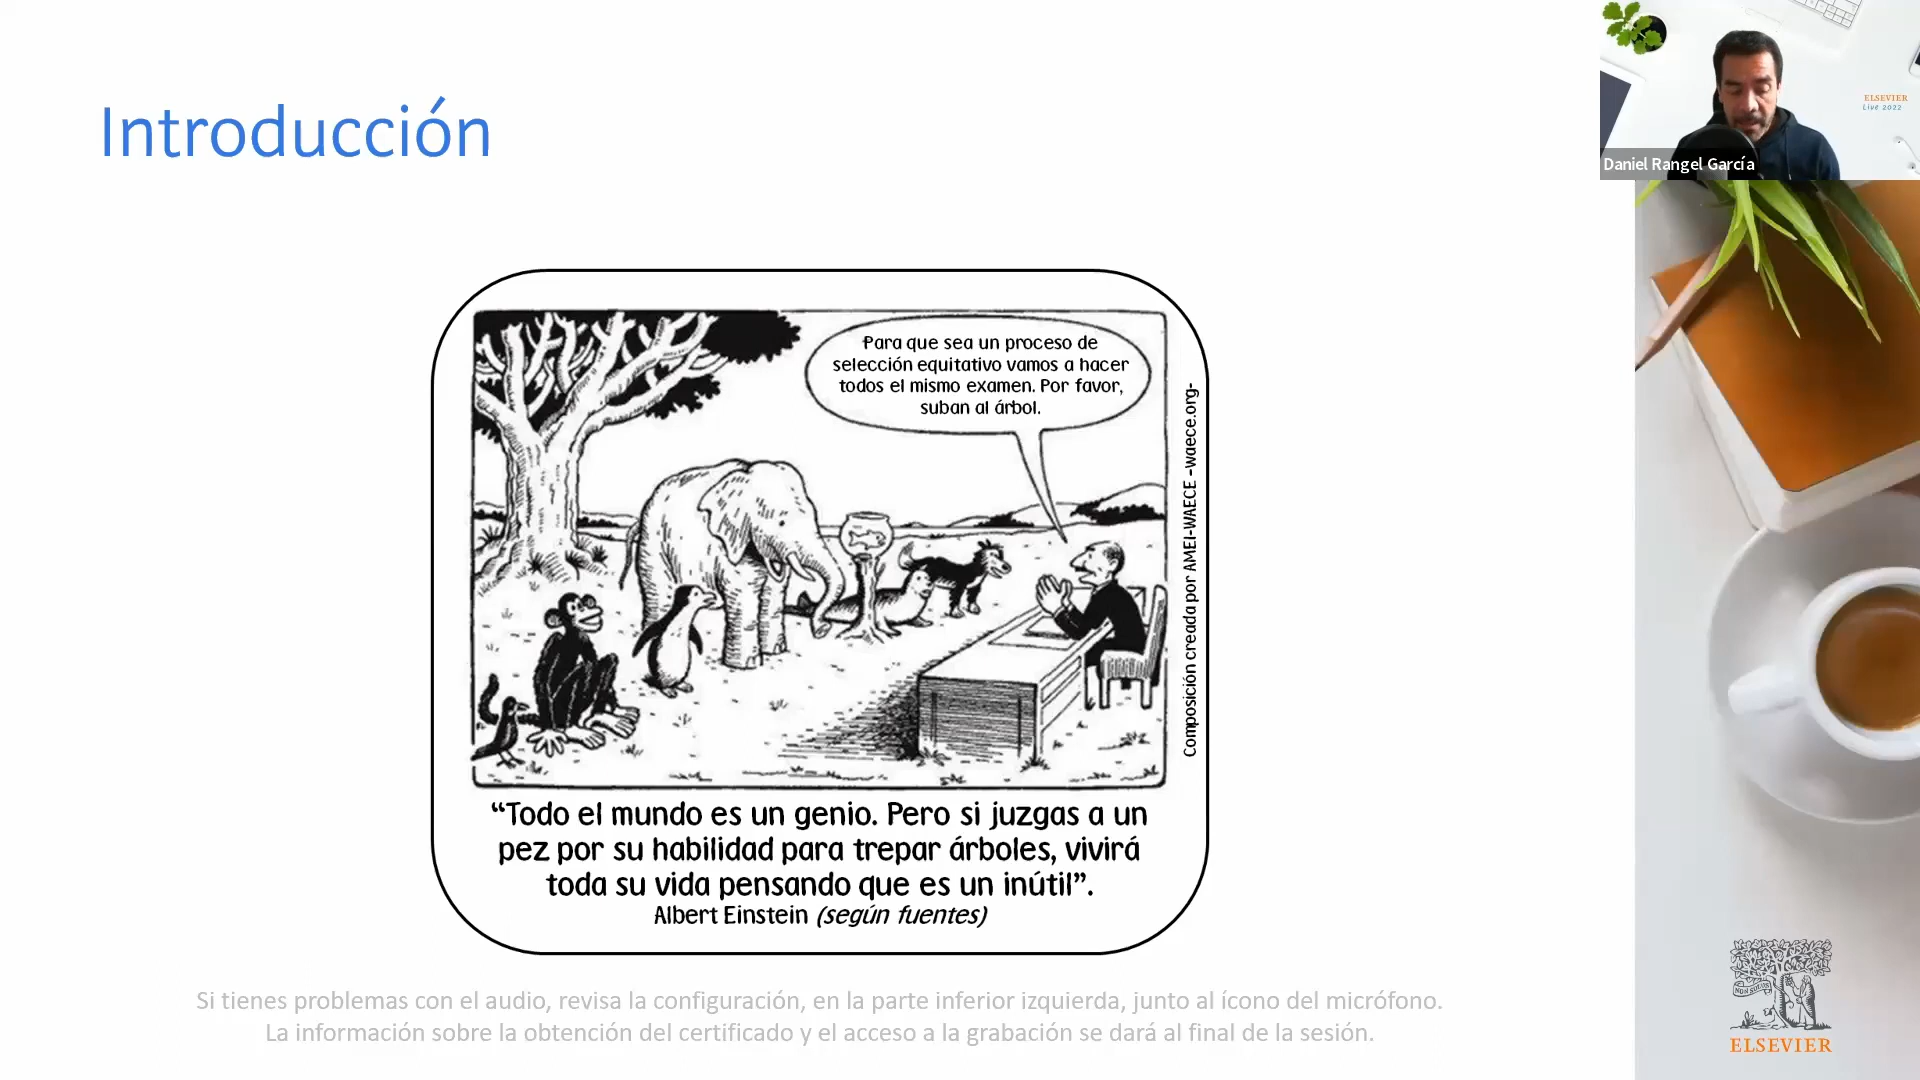 Introducción
ELSEVIER
Live 2022
Daniel Rangel García
Para que sea un proceso de
selección equitativo vamos a hacer
todos el mismo examen. Por favor,
suban al árbol.
Composición creada por AMEI-WAECE -waece.org-
“Todo el mundo es un genio. Pero si juzgas a un
pez por su habilidad para trepar árboles, vivirá
toda su vida pensando que es un inútil”.
Albert Einstein (según fuentes)
Si tienes problemas con el audio, revisa la configuración, en la parte inferior izquierda, junto al ícono del micrófono.
La información sobre la obtención del certificado y el acceso a la grabación se dará al final de la sesión.
NON SOLUS
ELSEVIER